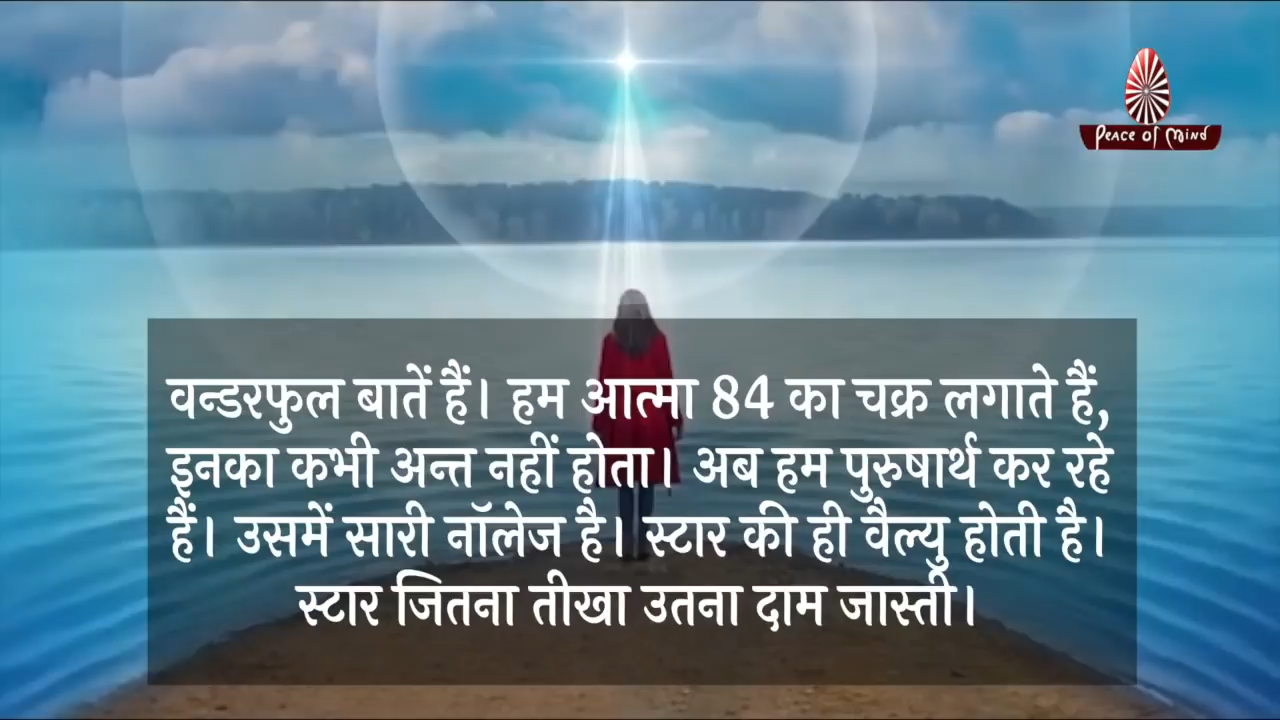 Peace of Mind
वन्डरफुल बातें हैं। हम आत्मा 84 का चक्र लगाते हैं,
इनका कभी अन्त नहीं होता। अब हम पुरुषार्थ कर रहे
हैं। उसमें सारी नॉलेज है। स्टार की ही वैल्यु होती है।
स्टार जितना तीखा उतना दाम जास्ती।